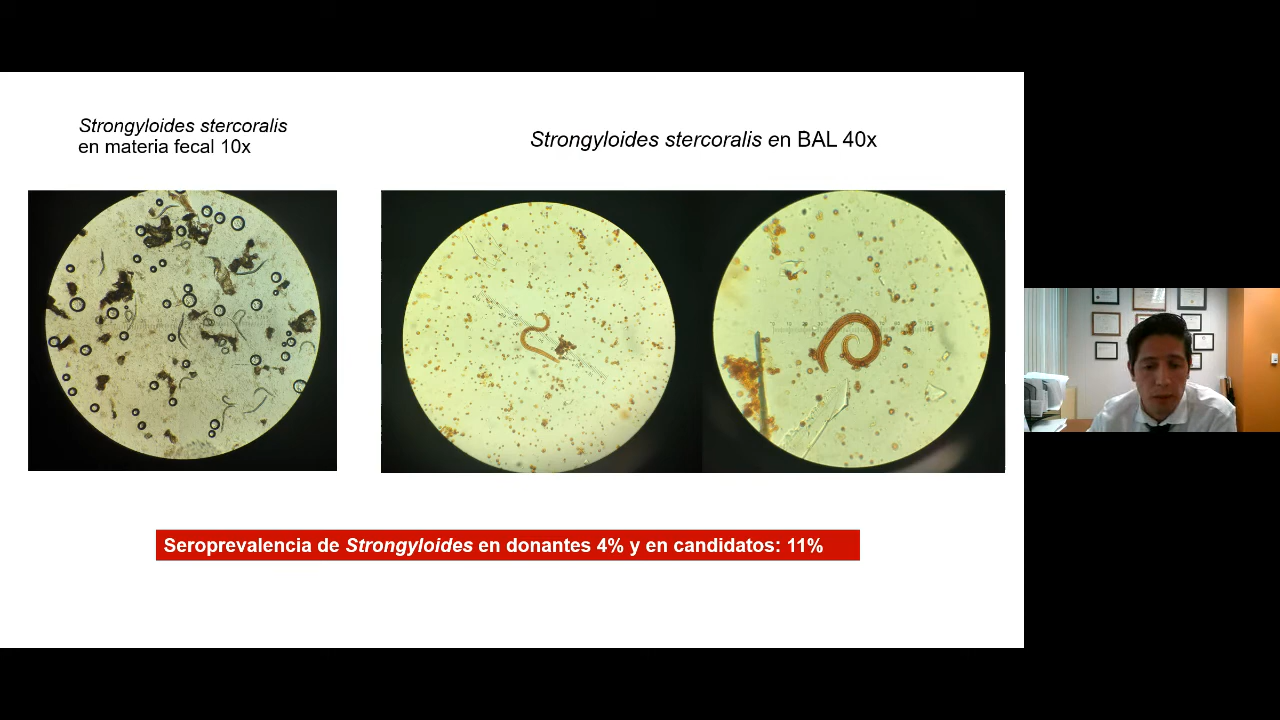 Strongyloides stercoralis
en materia fecal 10x
Strongyloides stercoralis en BAL 40x
Seroprevalencia de Strongyloides en donantes 4% y en candidatos: 11%